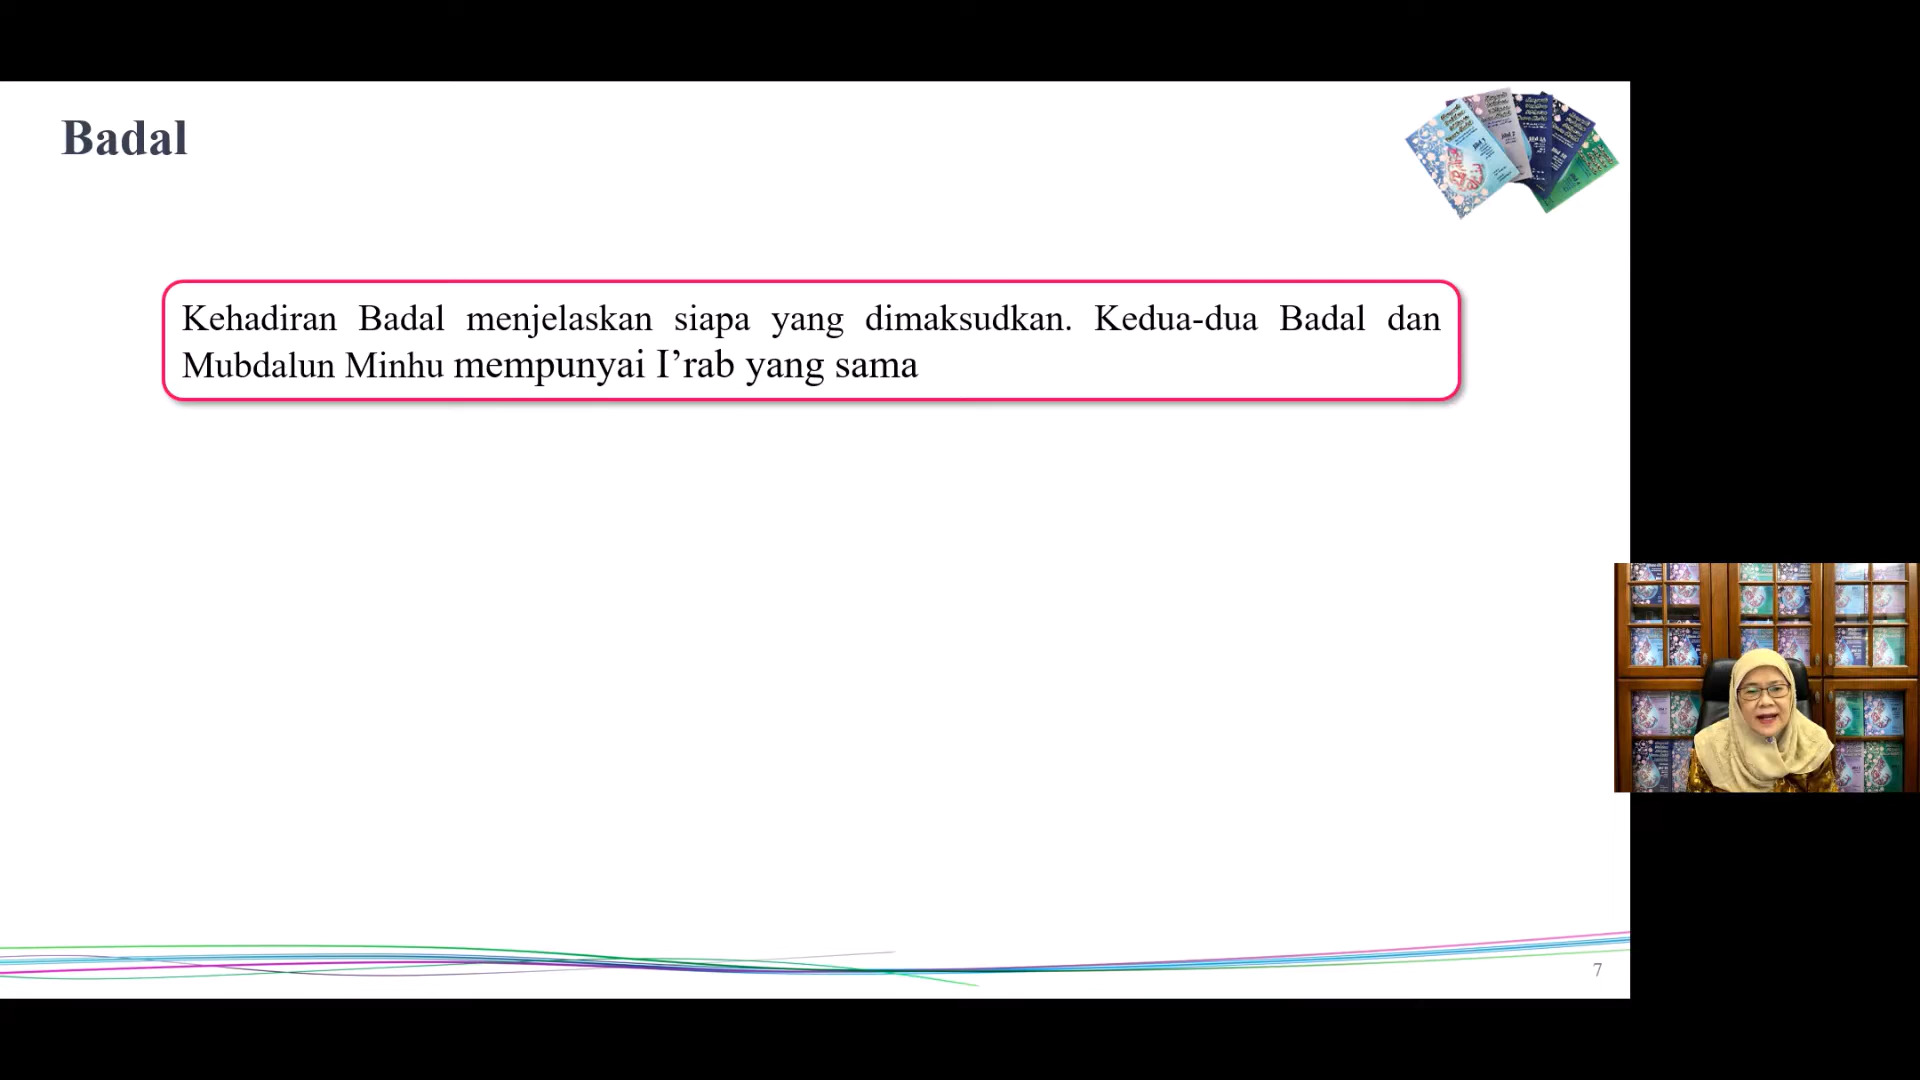 Badal
Kehadiran Badal menjelaskan siapa yang dimaksudkan. Kedua-dua Badal dan
Mubdalun Minhu mempunyai I’rab yang sama
7